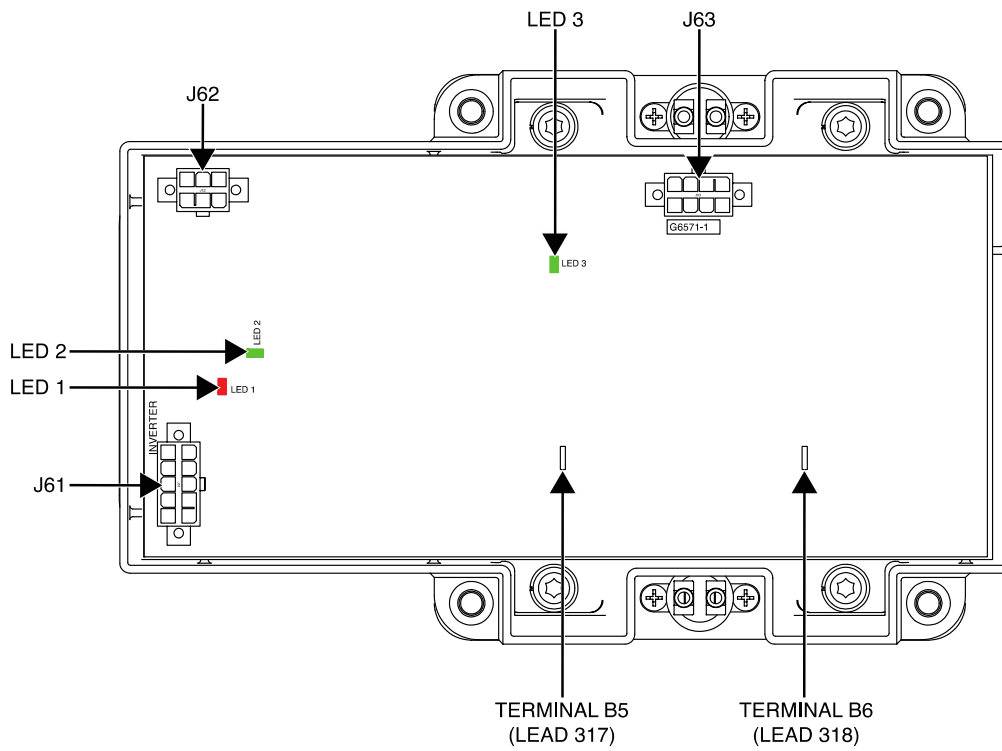 LED 3
J63
J62
G6571-1
LED 3
LED 2
LED 2
LED 1
LED 1
INVERTER
J61
TERMINAL B5
(LEAD 317)
TERMINAL B6
(LEAD 318)